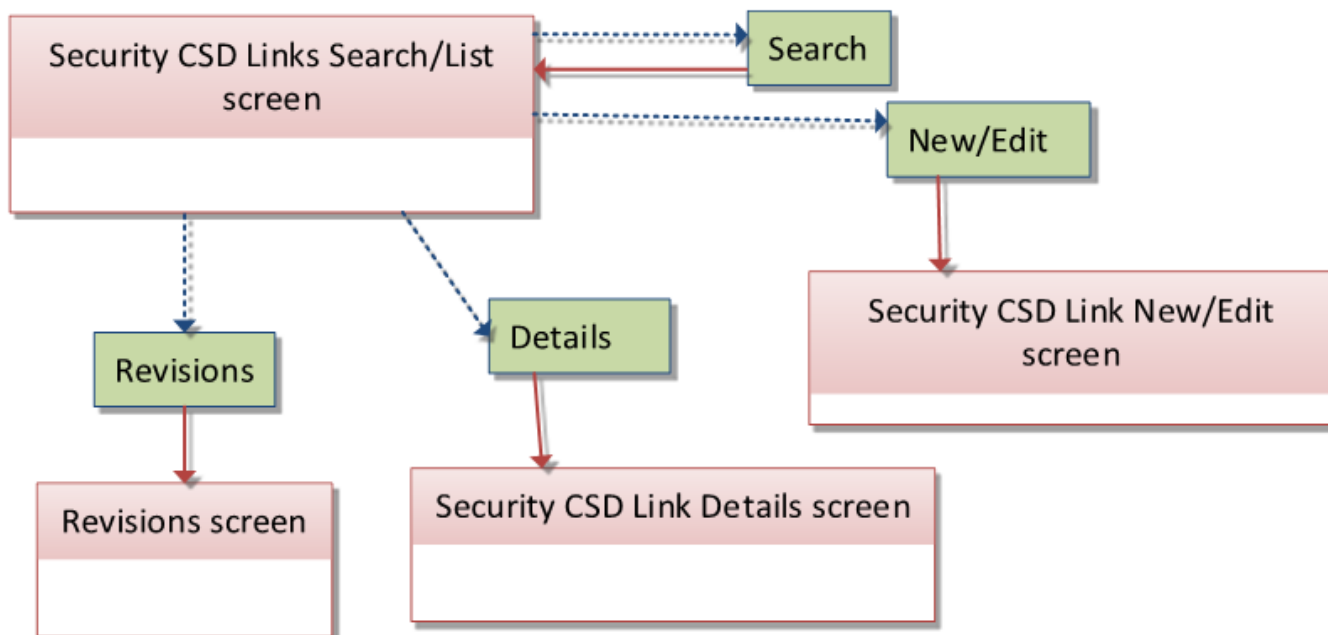 Security CSD Links Search/List
screen
Search
New/Edit
Security CSD Link New/Edit
screen
Details
Revisions
Security CSD Link Details screen
Revisions screen